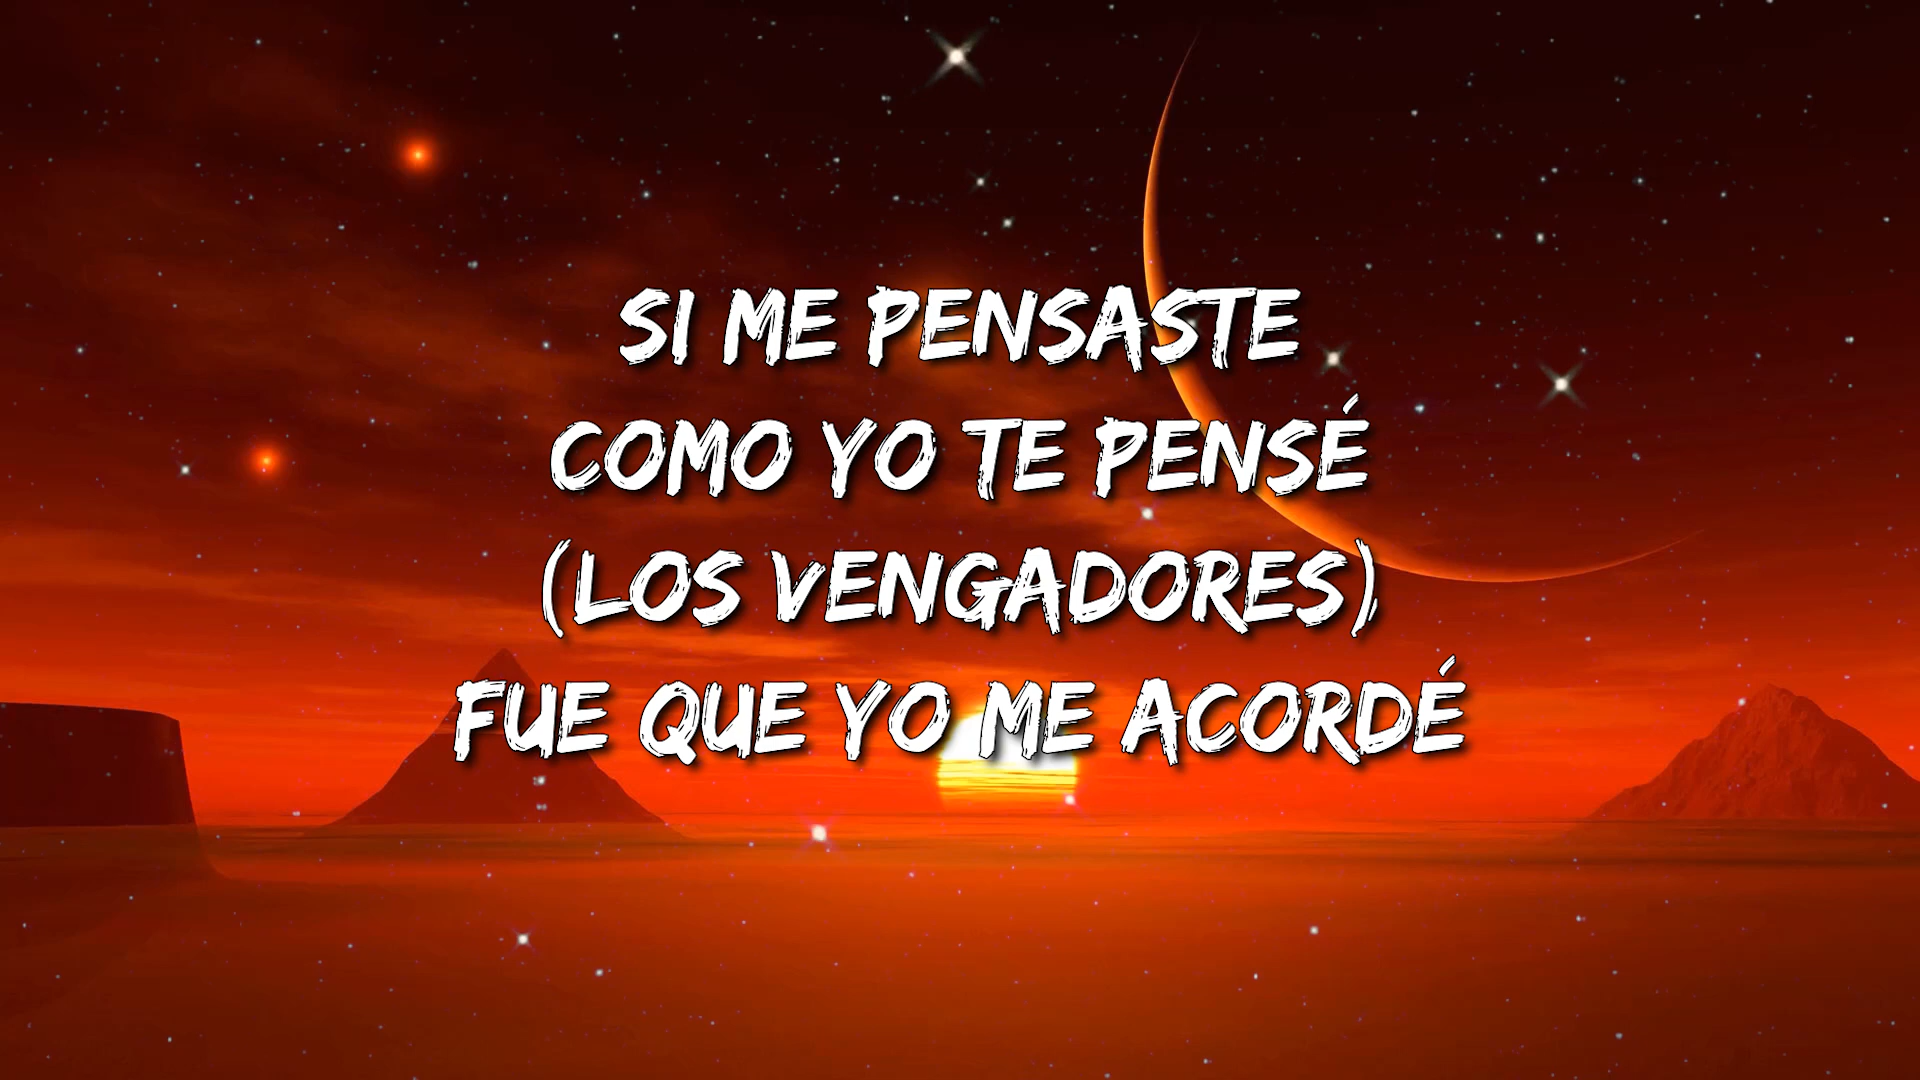 SI ME PENSASTE
COMO YO TE PENSÉ
(LOS VENGADORES)
FUE QUE YO ME ACORDÉ